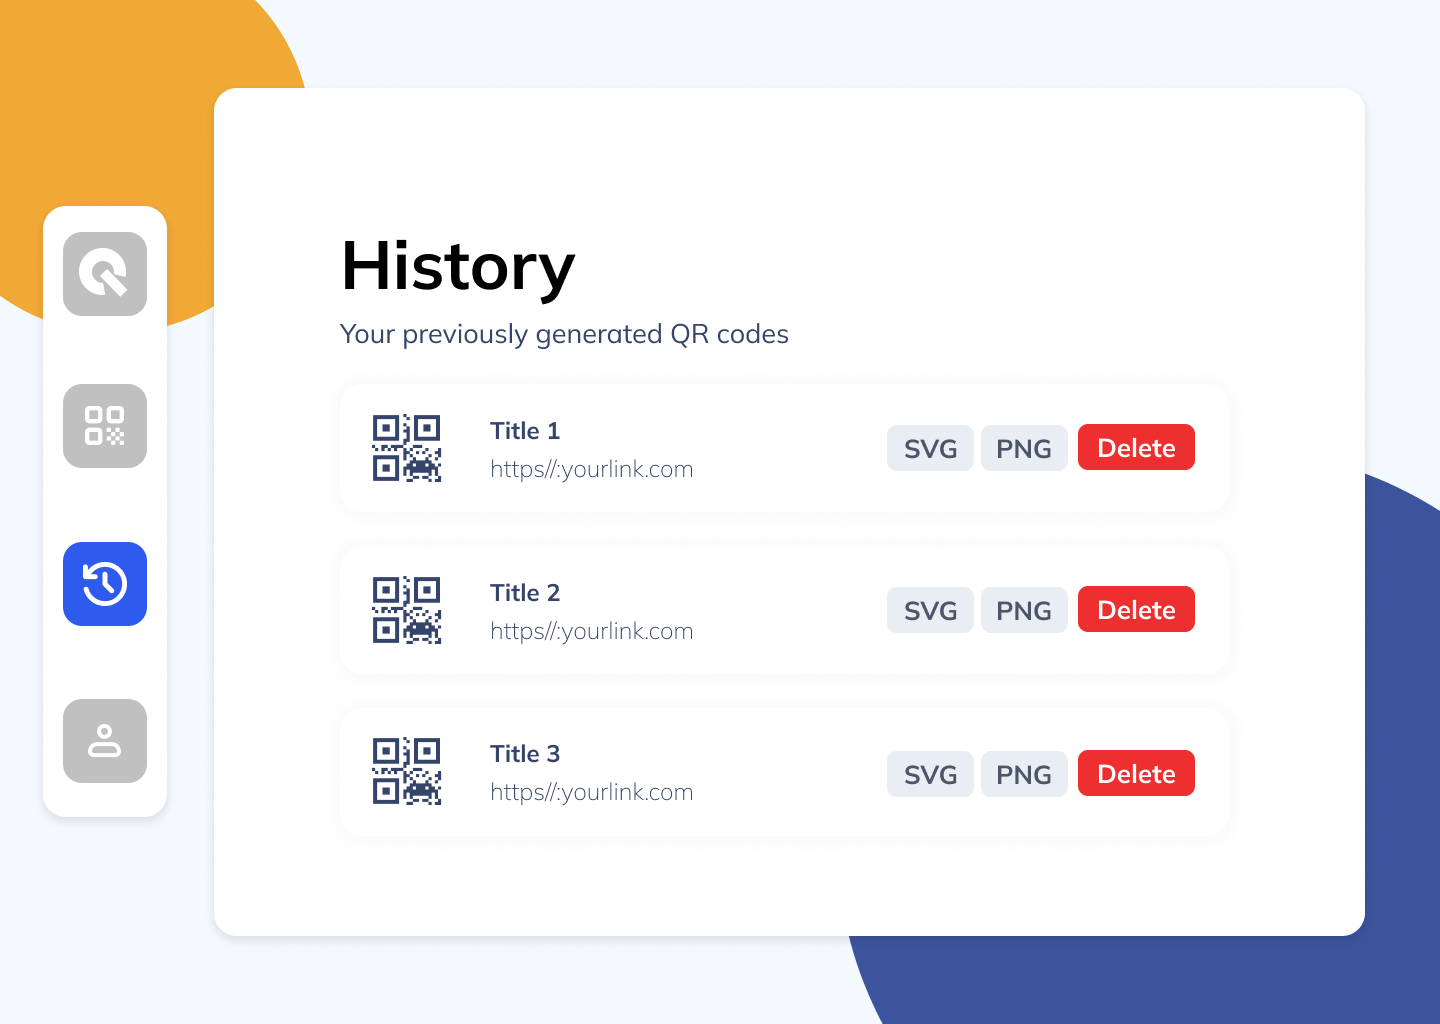 History
Your previously generated QR codes
Title 1
https//:yourlink.com
SVG PNG Delete
Title 2
https//:yourlink.com
SVG PNG Delete
Title 3
https//:yourlink.com
SVG PNG Delete